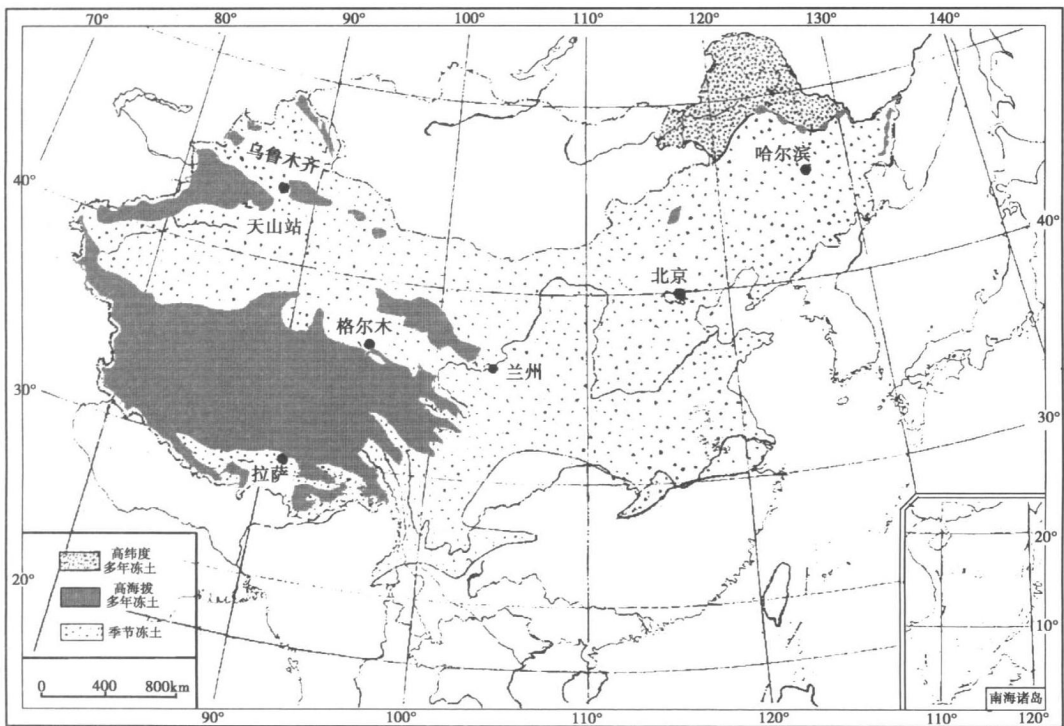 70°
80°
90°
100°
110°
120°
130°
140°
乌鲁木齐
哈尔滨
40°
天山站
40°
北京
格尔木
兰州
30°
30°
拉萨
高纬度
多年冻土
20°
高海拔
多年冻土
20°
季节冻土
10°
0 400 800km
南海诸岛
90°
100°
110°
120°
110°
120°